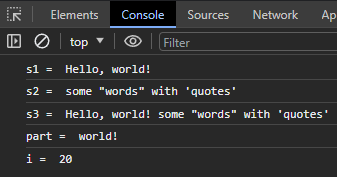 Elements Console Sources Network
top Filter
s1 =  Hello, world!
s2 =  some "words" with 'quotes'
s3 =  Hello, world! some "words" with 'quotes'
part =  world!
i =  20